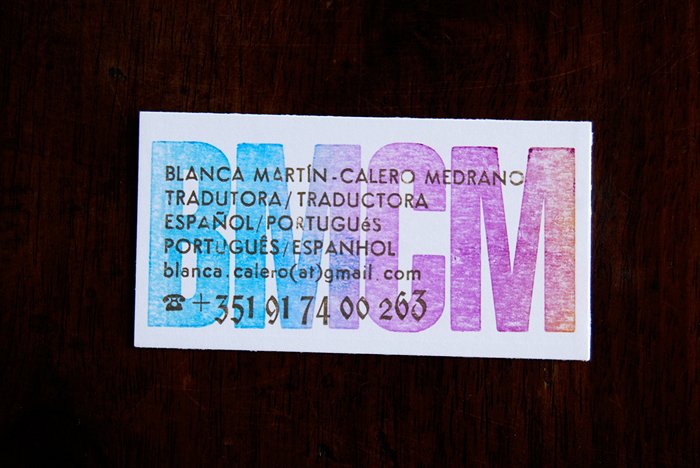 BMCM
BLANCA MARTÍN-CALERO MEDRANO
TRADUTORA/TRADUCTORA
ESPAÑOL/PORTUGUéS
PORTUGUÊS/ESPANHOL
blanca.calero(at)gmail.com
☎+351 91 74 00 263